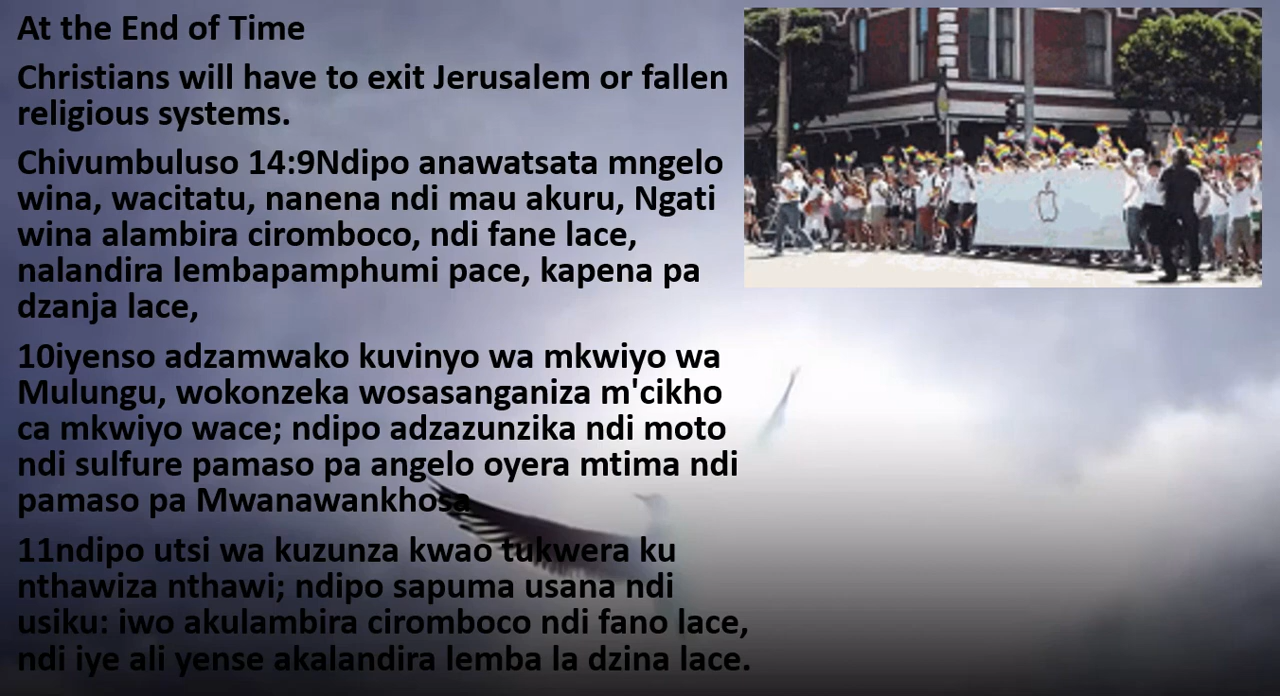 At the End of Time
Christians will have to exit Jerusalem or fallen
religious systems.
Chivumbuluso 14:9Ndipo anawatsata mngelo
wina, wacitatu, nanena ndi mau akuru, Ngati
wina alambira ciromboco, ndi fane lace,
nalandira lembapamphumi pace, kapena pa
dzanja lace,
10iyenso adzamwako kuvinyo wa mkwiyo wa
Mulungu, wokonzeka wosasanganiza m'cikho
ca mkwiyo wace; ndipo adzazunzika ndi moto
ndi sulfure pamaso pa angelo oyera mtima ndi
pamaso pa Mwanawankhosa
11ndipo utsi wa kuzunza kwao tukwera ku
nthawiza nthawi; ndipo sapuma usana ndi
usiku: iwo akulambira ciromboco ndi fano lace,
ndi iye ali yense akalandira lemba la dzina lace.